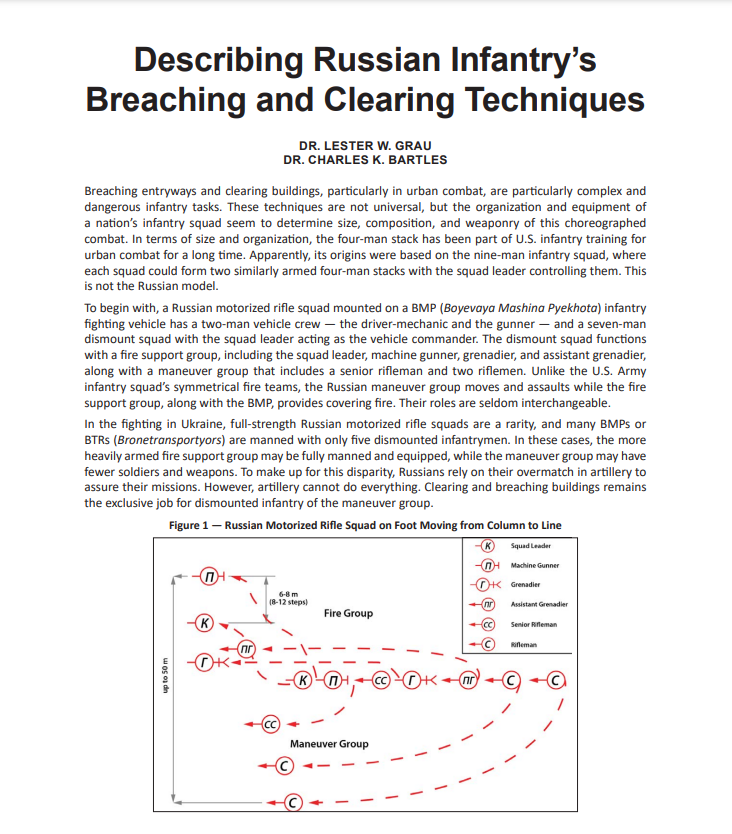 Describing Russian Infantry's
Breaching and Clearing Techniques
DR. LESTER W. GRAU
DR. CHARLES K. BARTLES
Breaching entryways and clearing buildings, particularly in urban combat, are particularly complex and
dangerous infantry tasks. These techniques are not universal, but the organization and equipment of
a nation's infantry squad seem to determine size, composition, and weaponry of this choreographed
combat. In terms of size and organization, the four-man stack has been part of U.S. infantry training for
urban combat for a long time. Apparently, its origins were based on the nine-man infantry squad, where
each squad could form two similarly armed four-man stacks with the squad leader controlling them. This
is not the Russian model.
To begin with, a Russian motorized rifle squad mounted on a BMP (Boyevaya Mashina Pyekhota) infantry
fighting vehicle has a two-man vehicle crew — the driver-mechanic and the gunner — and a seven-man
dismount squad with the squad leader acting as the vehicle commander. The dismount squad functions
with a fire support group, including the squad leader, machine gunner, grenadier, and assistant grenadier,
along with a maneuver group that includes a senior rifleman and two riflemen. Unlike the U.S. Army
infantry squad's symmetrical fire teams, the Russian maneuver group moves and assaults while the fire
support group, along with the BMP, provides covering fire. Their roles are seldom interchangeable.
In the fighting in Ukraine, full-strength Russian motorized rifle squads are a rarity, and many BMPs or
BTRs (Bronetransportyors) are manned with only five dismounted infantrymen. In these cases, the more
heavily armed fire support group may be fully manned and equipped, while the maneuver group may have
fewer soldiers and weapons. To make up for this disparity, Russians rely on their overmatch in artillery to
assure their missions. However, artillery cannot do everything. Clearing and breaching buildings remains
the exclusive job for dismounted infantry of the maneuver group.
Figure 1 — Russian Motorized Rifle Squad on Foot Moving from Column to Line
К Squad Leader
П Machine Gunner
Г Grenadier
ПГ Assistant Grenadier
СС Senior Rifleman
С Rifleman
П
6-8 m
(8-12 steps)
Fire Group
К
ПГ
Г
up to 50 m
К П СС Г ПГ С С
СС
Maneuver Group
С
С